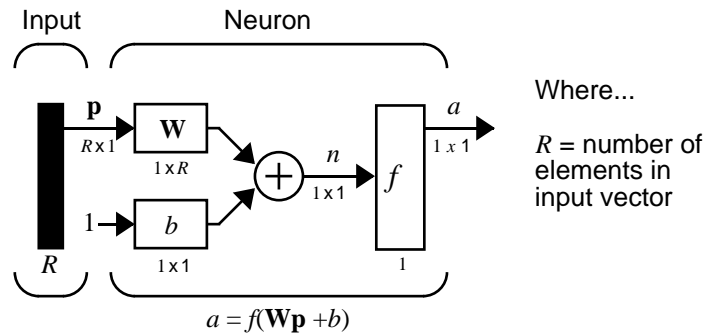 Input Neuron
p a
W n f
R x 1 1 x R 1 x 1 1 x 1
1 b
R 1 x 1 1
a = f(Wp +b)
Where...
R = number of
elements in
input vector